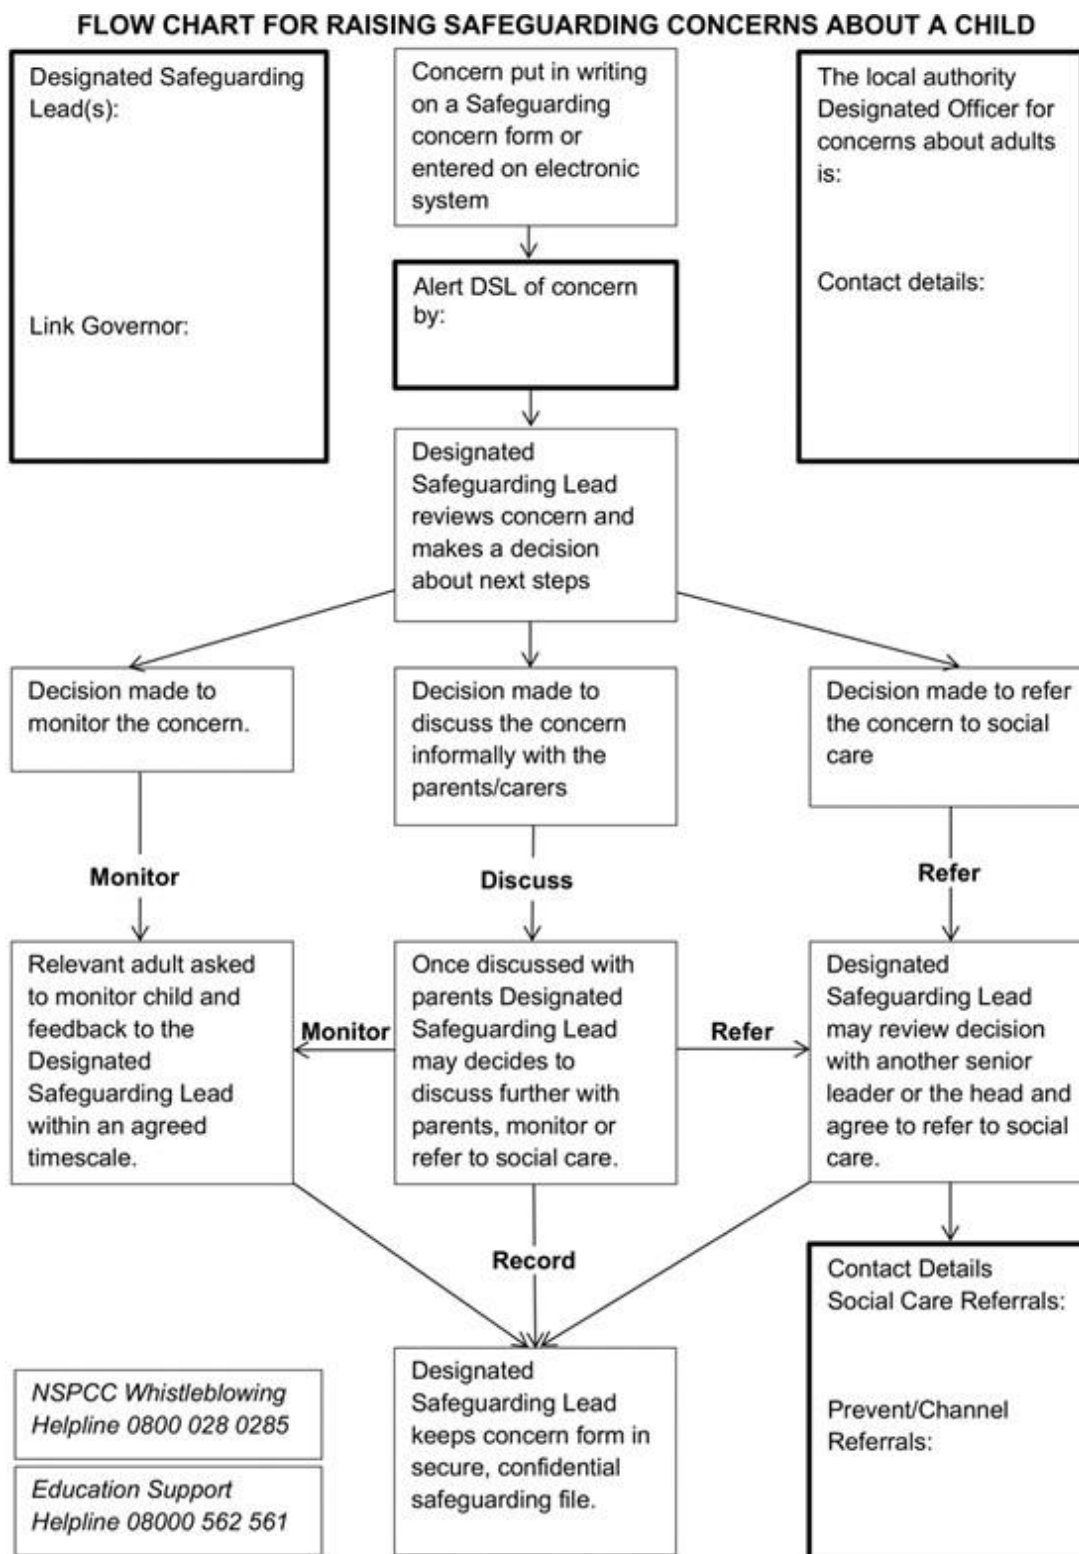 FLOW CHART FOR RAISING SAFEGUARDING CONCERNS ABOUT A CHILD
Designated Safeguarding
Lead(s):
Link Governor:
Concern put in writing
on a Safeguarding
concern form or
entered on electronic
system
The local authority
Designated Officer for
concerns about adults
is:
Contact details:
Alert DSL of concern
by:
Designated
Safeguarding Lead
reviews concern and
makes a decision
about next steps
Decision made to
monitor the concern.
Decision made to
discuss the concern
informally with the
parents/carers
Decision made to refer
the concern to social
care
Monitor
Discuss
Refer
Relevant adult asked
to monitor child and
feedback to the
Designated
Safeguarding Lead
within an agreed
timescale.
Monitor
Once discussed with
parents Designated
Safeguarding Lead
may decides to
discuss further with
parents, monitor or
refer to social care.
Refer
Designated
Safeguarding Lead
may review decision
with another senior
leader or the head and
agree to refer to social
care.
Record
Contact Details
Social Care Referrals:
Prevent/Channel
Referrals:
Designated
Safeguarding Lead
keeps concern form in
secure, confidential
safeguarding file.
NSPCC Whistleblowing
Helpline 0800 028 0285
Education Support
Helpline 08000 562 561